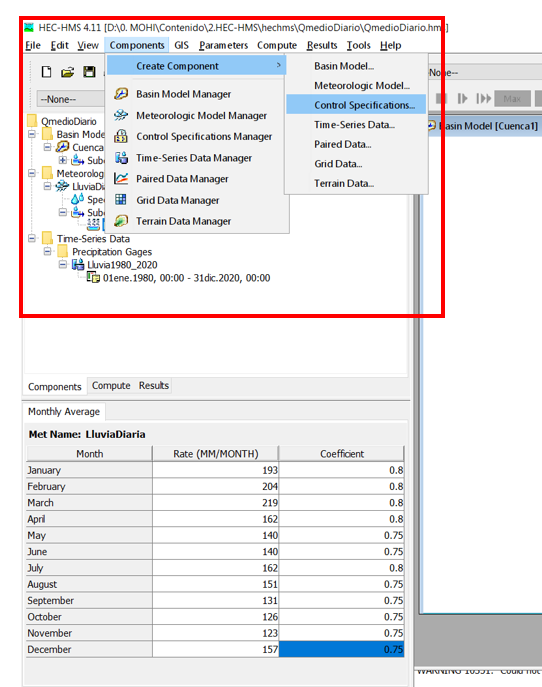 HEC-HMS 4.11 [D:\0. MOHI\Contenido\2.HEC-HMS\hechms\QmedioDiario\QmedioDiario.hms]
File Edit View Components GIS Parameters Compute Results Tools Help
Create Component
Basin Model Manager
Meteorologic Model Manager
Control Specifications Manager
Time-Series Data Manager
Paired Data Manager
Grid Data Manager
Terrain Data Manager
Basin Model...
Meteorologic Model...
Control Specifications...
Time-Series Data...
Paired Data...
Grid Data...
Terrain Data...
--None--
None--
Max
Basin Model [Cuenca1]
QmedioDiario
Basin Mode
Cuenca
Sub
Meteorolog
LluviaDi
Spe
Sub
Time-Series Data
Precipitation Gages
Lluvia1980_2020
01ene.1980, 00:00 - 31dic.2020, 00:00
Components Compute Results
Monthly Average
Met Name: LluviaDiaria
Month Rate (MM/MONTH) Coefficient
January 193 0.8
February 204 0.8
March 219 0.8
April 162 0.8
May 140 0.75
June 140 0.75
July 162 0.8
August 151 0.75
September 131 0.75
October 126 0.75
November 123 0.75
December 157 0.75
WARNING 10551: Could not